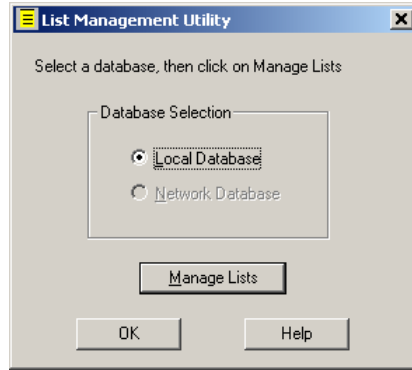 List Management Utility
Select a database, then click on Manage Lists
Database Selection
Local Database
Network Database
Manage Lists
OK Help